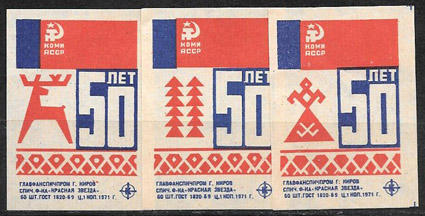 КОМИ
АССР
50 ЛЕТ
ГЛАВФАНСПИЧПРОМ Г. КИРОВ
СПИЧ. Ф-КА «КРАСНАЯ ЗВЕЗДА»
60 ШТ. ГОСТ 1820-69 Ц. 1 КОП. 1971 Г.
КОМИ
АССР
50 ЛЕТ
ГЛАВФАНСПИЧПРОМ Г. КИРОВ
СПИЧ. Ф-КА «КРАСНАЯ ЗВЕЗДА»
60 ШТ. ГОСТ 1820-69 Ц. 1 КОП. 1971 Г.
КОМИ
АССР
50 ЛЕТ
ГЛАВФАНСПИЧПРОМ Г. КИРОВ
СПИЧ. Ф-КА «КРАСНАЯ ЗВЕЗДА»
60 ШТ. ГОСТ 1820-69 Ц. 1 КОП. 1971 Г.